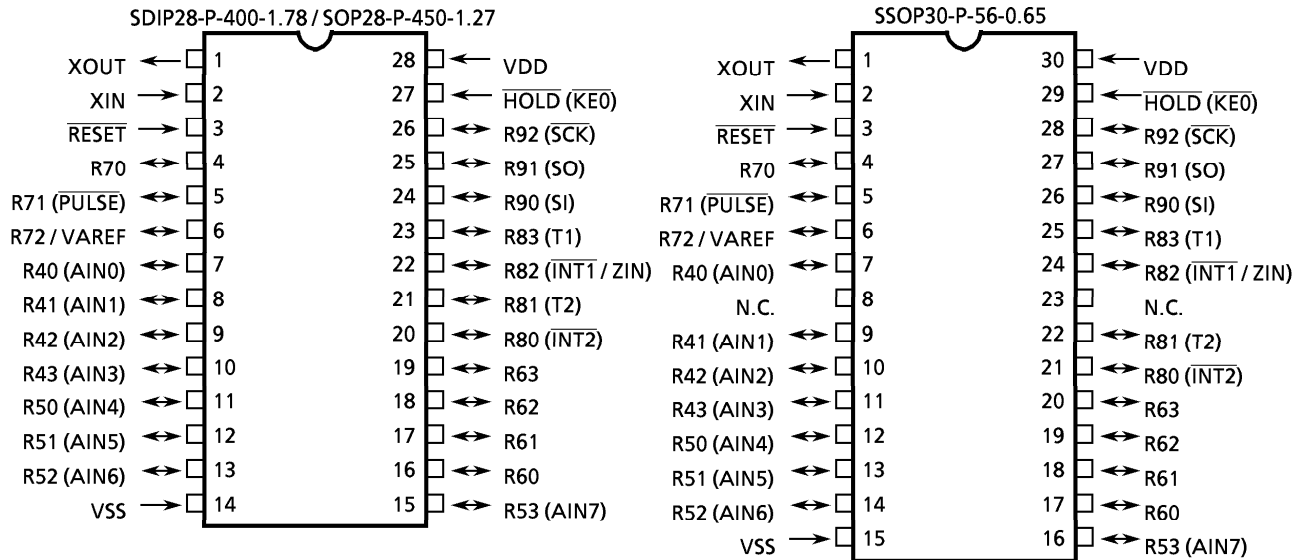 SDIP28-P-400-1.78 / SOP28-P-450-1.27
XOUT 1 28 VDD
XIN 2 27 HOLD (KE0)
RESET 3 26 R92 (SCK)
R70 4 25 R91 (SO)
R71 (PULSE) 5 24 R90 (SI)
R72 / VAREF 6 23 R83 (T1)
R40 (AIN0) 7 22 R82 (INT1 / ZIN)
R41 (AIN1) 8 21 R81 (T2)
R42 (AIN2) 9 20 R80 (INT2)
R43 (AIN3) 10 19 R63
R50 (AIN4) 11 18 R62
R51 (AIN5) 12 17 R61
R52 (AIN6) 13 16 R60
VSS 14 15 R53 (AIN7)
SSOP30-P-56-0.65
XOUT 1 30 VDD
XIN 2 29 HOLD (KE0)
RESET 3 28 R92 (SCK)
R70 4 27 R91 (SO)
R71 (PULSE) 5 26 R90 (SI)
R72 / VAREF 6 25 R83 (T1)
R40 (AIN0) 7 24 R82 (INT1 / ZIN)
N.C. 8 23 N.C.
R41 (AIN1) 9 22 R81 (T2)
R42 (AIN2) 10 21 R80 (INT2)
R43 (AIN3) 11 20 R63
R50 (AIN4) 12 19 R62
R51 (AIN5) 13 18 R61
R52 (AIN6) 14 17 R60
VSS 15 16 R53 (AIN7)